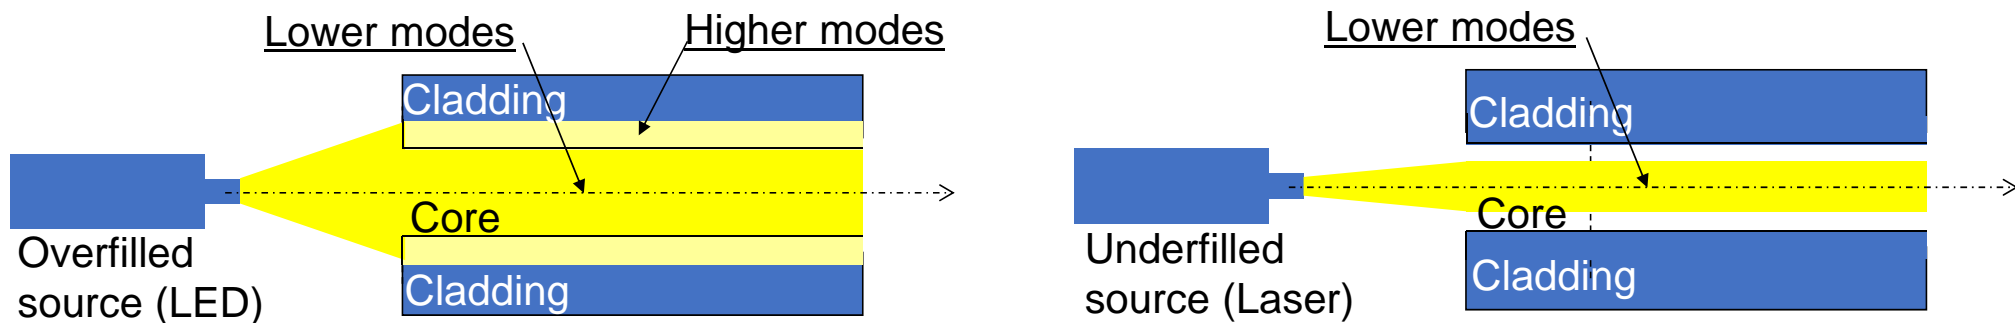 Lower modes
Higher modes
Cladding
Core
Cladding
Overfilled
source (LED)
Lower modes
Cladding
Core
Cladding
Underfilled
source (Laser)